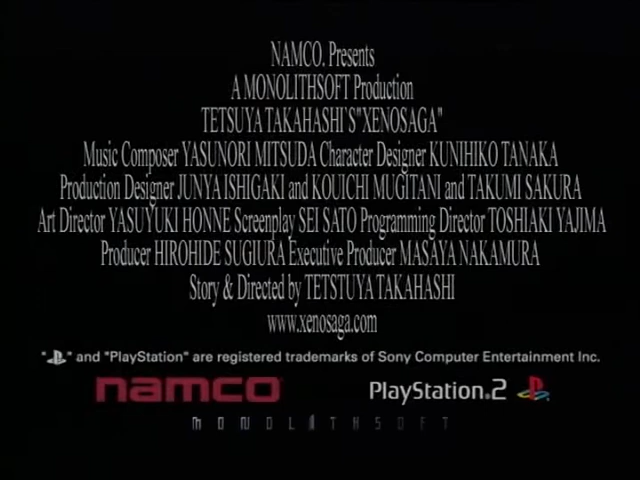 NAMCO. Presents
A MONOLITHSOFT Production
TETSUYA TAKAHASHI'S"XENOSAGA"
Music Composer YASUNORI MITSUDA Character Designer KUNIHIKO TANAKA
Production Designer JUNYA ISHIGAKI and KOUICHI MUGITANI and TAKUMI SAKURA
Art Director YASUYUKI HONNE Screenplay SEI SATO Programming Director TOSHIAKI YAJIMA
Producer HIROHIDE SUGIURA Executive Producer MASAYA NAKAMURA
Story & Directed by TETSTUYA TAKAHASHI
www.xenosaga.com
" " and "PlayStation" are registered trademarks of Sony Computer Entertainment Inc.
namco PlayStation.2
MONOLITHSOFT